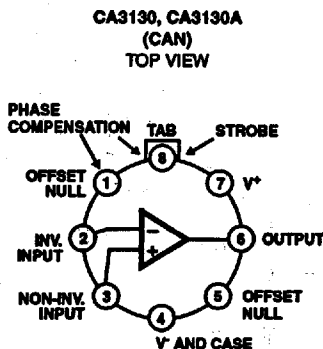 CA3130, CA3130A
(CAN)
TOP VIEW
PHASE
COMPENSATION
TAB
STROBE
8
OFFSET
NULL
1
7
V+
INV.
INPUT
2
−
+
6
OUTPUT
NON-INV.
INPUT
3
5
OFFSET
NULL
4
V- AND CASE